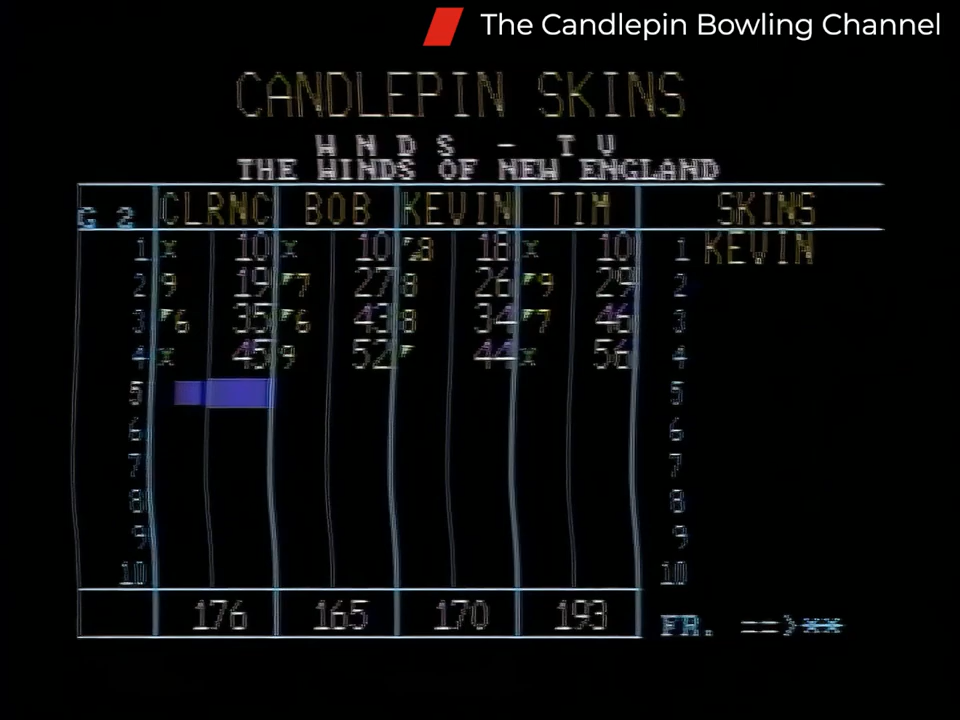 The Candlepin Bowling Channel
CANDLEPIN SKINS
W N D S - T V
THE WINDS OF NEW ENGLAND
G 2 CLRNC BOB KEVIN TIM SKINS
1 x 10 x 10 8 18 x 10 1 KEVIN
2 9 19 7 27 8 26 9 29 2
3 6 35 6 43 8 34 7 46 3
4 x 45 9 52 44 x 56 4
5 5
6 6
7 7
8 8
9 9
10 10
176 165 170 193 FR. ==>**